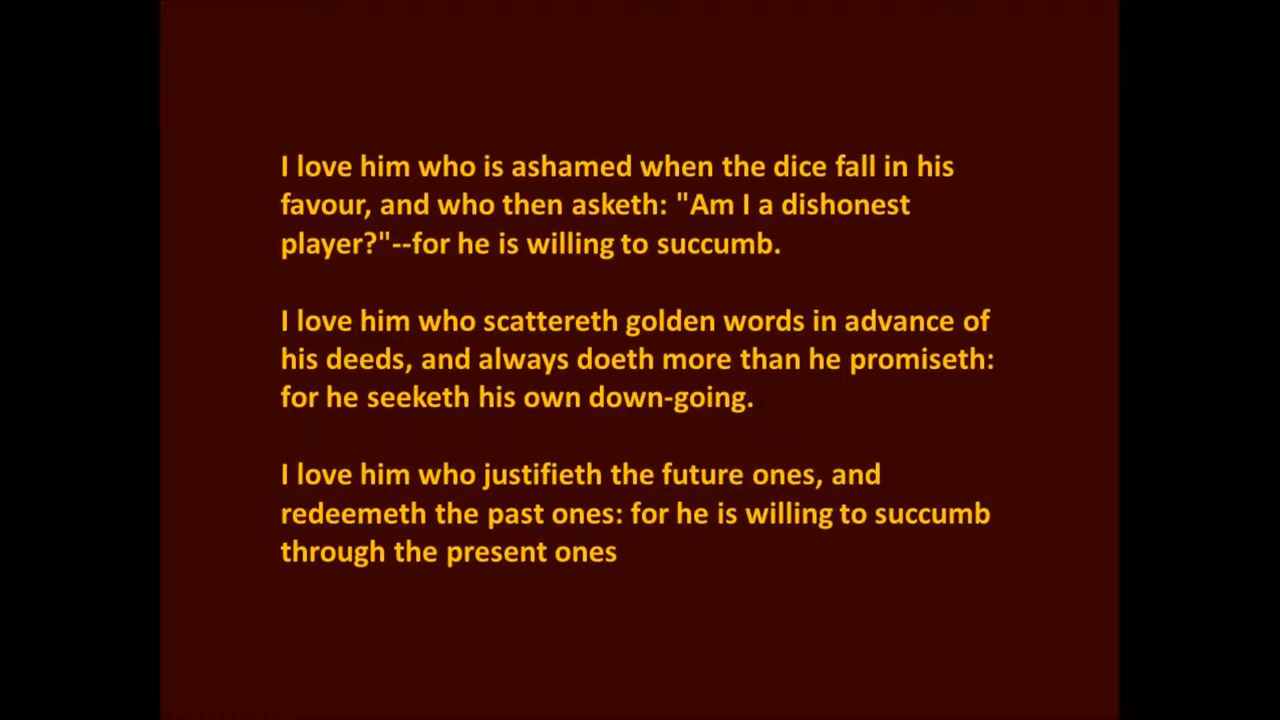 I love him who is ashamed when the dice fall in his
favour, and who then asketh: "Am I a dishonest
player?"--for he is willing to succumb.
I love him who scattereth golden words in advance of
his deeds, and always doeth more than he promiseth:
for he seeketh his own down-going.
I love him who justifieth the future ones, and
redeemeth the past ones: for he is willing to succumb
through the present ones